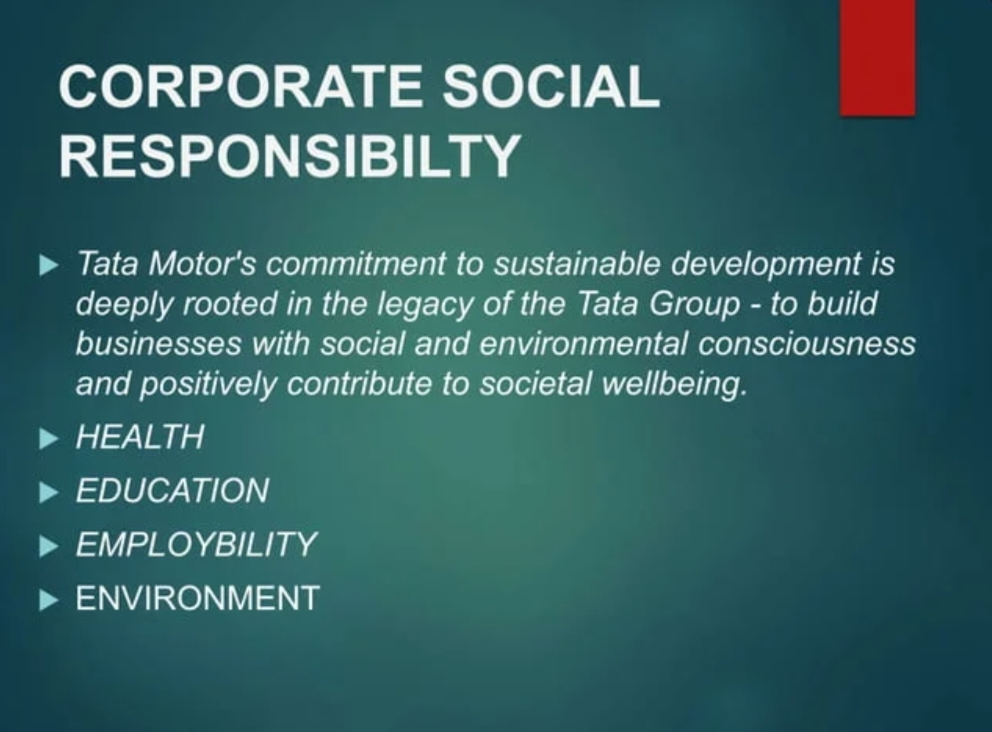 CORPORATE SOCIAL
RESPONSIBILTY
Tata Motor's commitment to sustainable development is
deeply rooted in the legacy of the Tata Group - to build
businesses with social and environmental consciousness
and positively contribute to societal wellbeing.
HEALTH
EDUCATION
EMPLOYBILITY
ENVIRONMENT